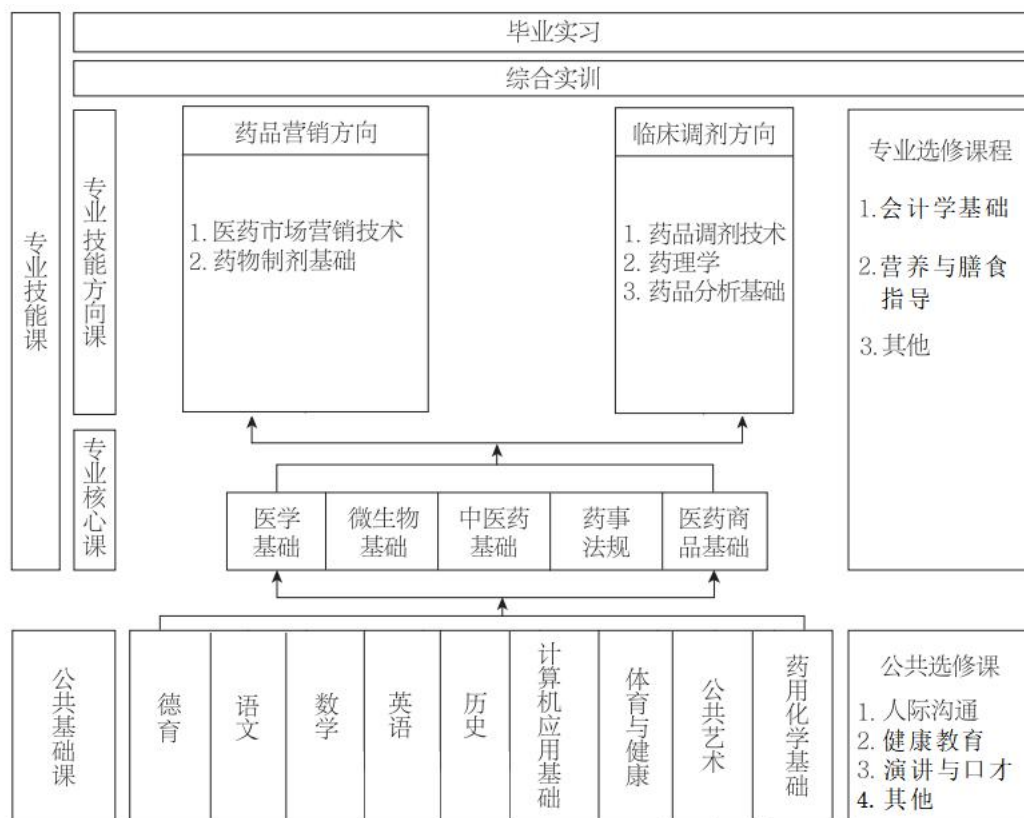 毕业实习
综合实训
专业技能课
专业技能方向课
药品营销方向
1. 医药市场营销技术
2. 药物制剂基础
临床调剂方向
1. 药品调剂技术
2. 药理学
3. 药品分析基础
专业选修课程
1. 会计学基础
2. 营养与膳食
指导
3. 其他
专业核心课
医学
基础
微生物
基础
中医药
基础
药事
法规
医药商
品基础
公共基础课
德育
语文
数学
英语
历史
计算机应用基础
体育与健康
公共艺术
药用化学基础
公共选修课
1. 人际沟通
2. 健康教育
3. 演讲与口才
4. 其他